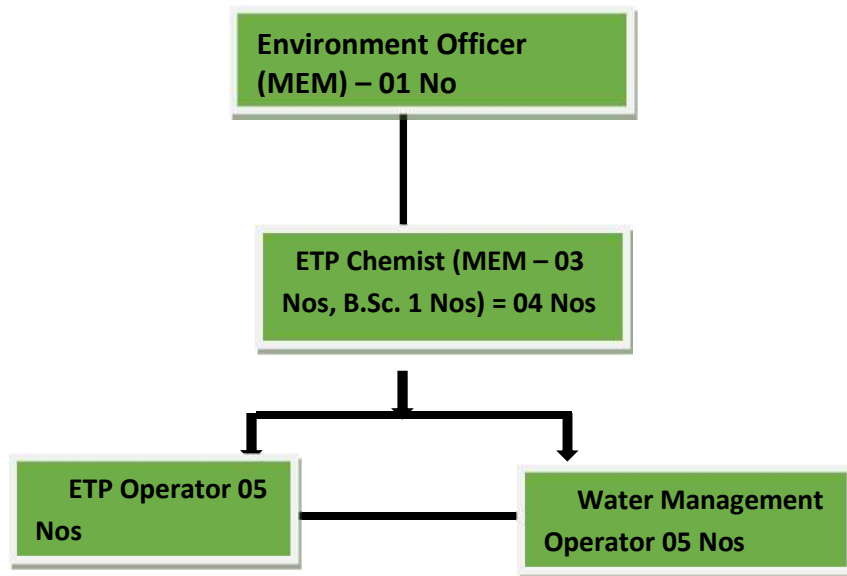 Environment Officer
(MEM) – 01 No
ETP Chemist (MEM – 03
Nos, B.Sc. 1 Nos) = 04 Nos
ETP Operator 05
Nos
Water Management
Operator 05 Nos